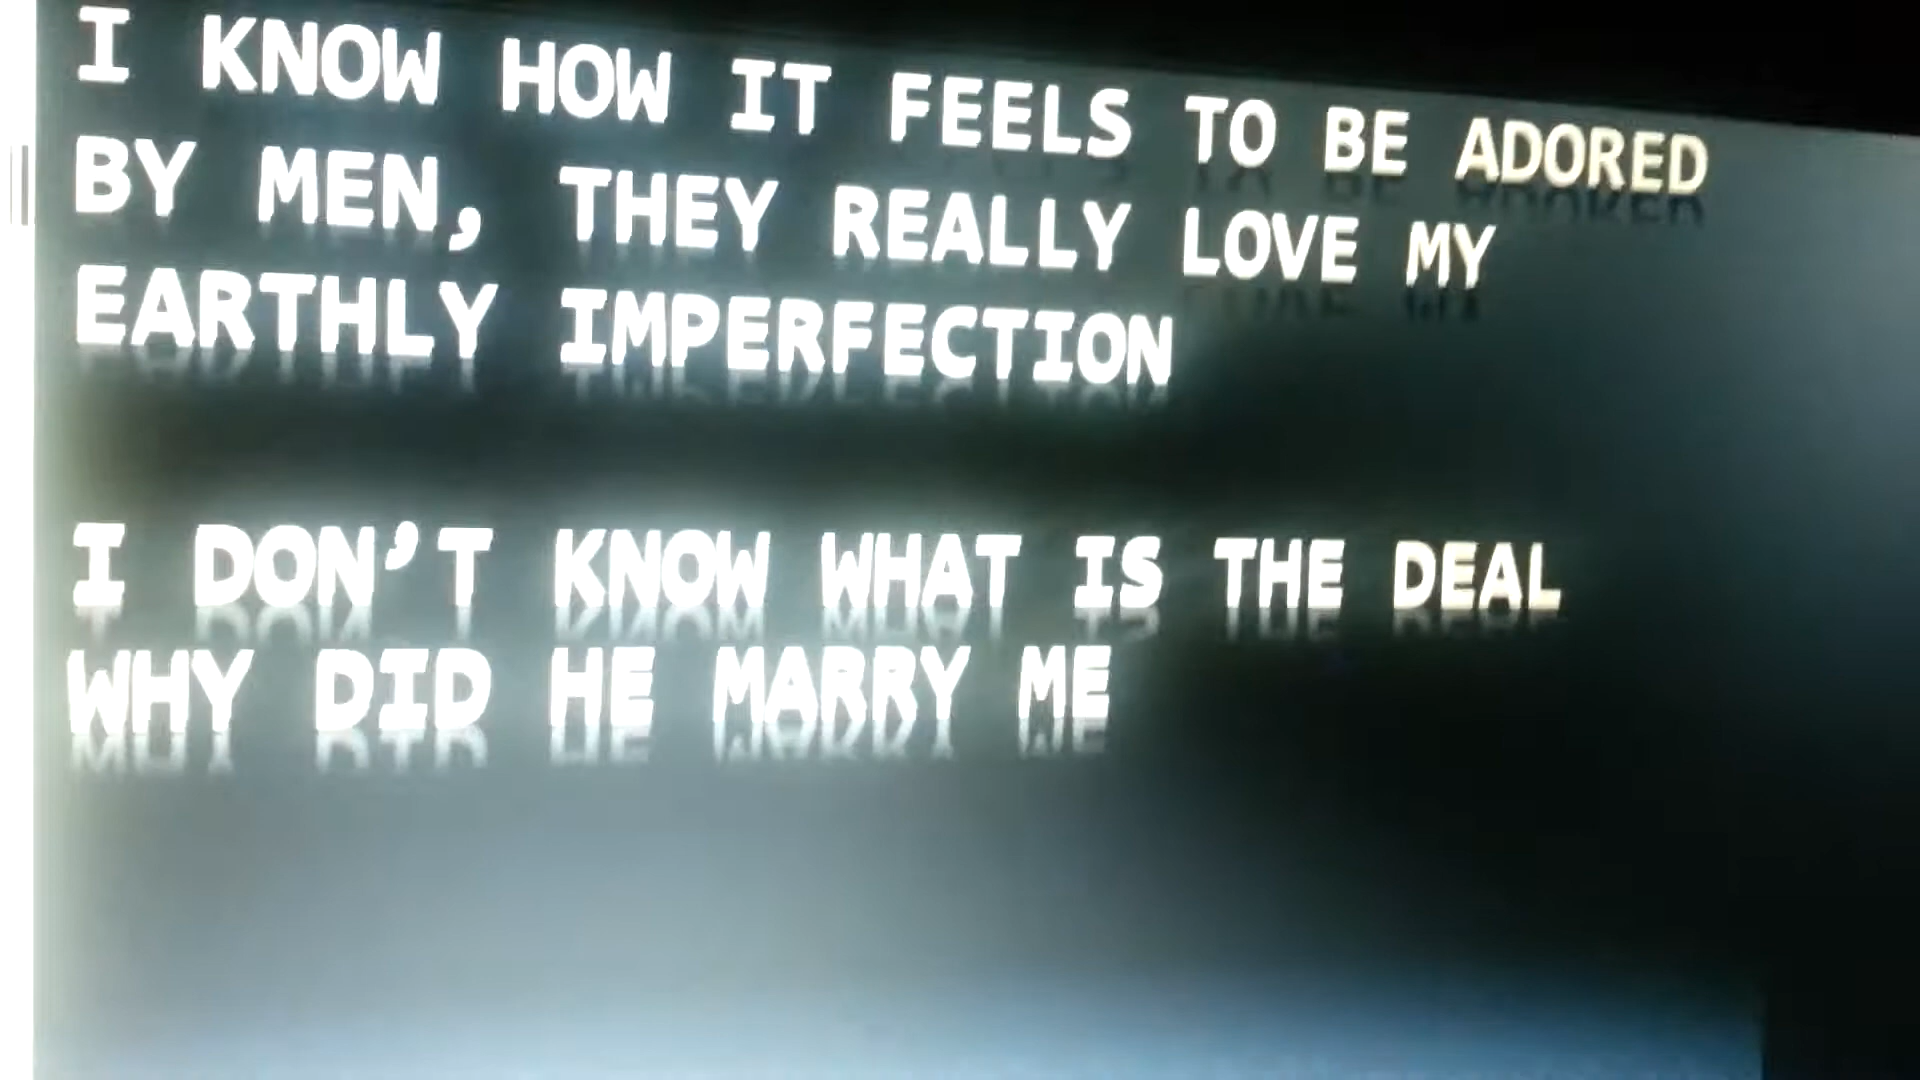 I KNOW HOW IT FEELS TO BE ADORED
BY MEN, THEY REALLY LOVE MY
EARTHLY IMPERFECTION
I DON'T KNOW WHAT IS THE DEAL
WHY DID HE MARRY ME